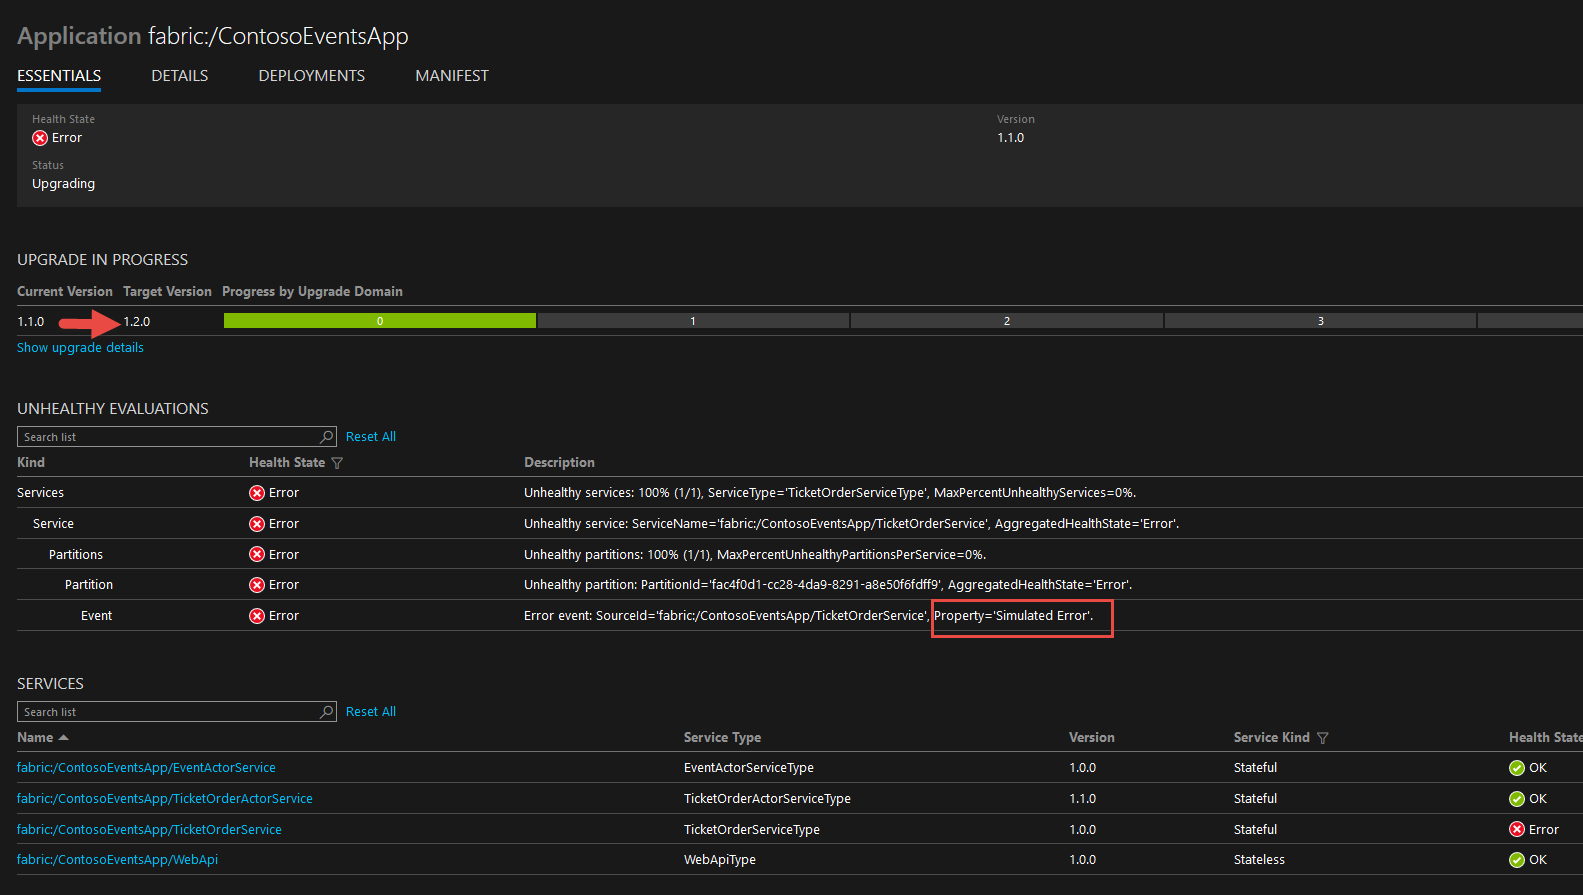 Application fabric:/ContosoEventsApp
ESSENTIALS DETAILS DEPLOYMENTS MANIFEST
Health State Version
Error 1.1.0
Status
Upgrading
UPGRADE IN PROGRESS
Current Version Target Version Progress by Upgrade Domain
1.1.0 1.2.0 0 1 2 3
Show upgrade details
UNHEALTHY EVALUATIONS
Search list Reset All
Kind Health State Description
Services Error Unhealthy services: 100% (1/1), ServiceType='TicketOrderServiceType', MaxPercentUnhealthyServices=0%.
Service Error Unhealthy service: ServiceName='fabric:/ContosoEventsApp/TicketOrderService', AggregatedHealthState='Error'.
Partitions Error Unhealthy partitions: 100% (1/1), MaxPercentUnhealthyPartitionsPerService=0%.
Partition Error Unhealthy partition: PartitionId='fac4f0d1-cc28-4da9-8291-a8e50f6fdff9', AggregatedHealthState='Error'.
Event Error Error event: SourceId='fabric:/ContosoEventsApp/TicketOrderService', Property='Simulated Error'.
SERVICES
Search list Reset All
Name Service Type Version Service Kind Health State
fabric:/ContosoEventsApp/EventActorService EventActorServiceType 1.0.0 Stateful OK
fabric:/ContosoEventsApp/TicketOrderActorService TicketOrderActorServiceType 1.1.0 Stateful OK
fabric:/ContosoEventsApp/TicketOrderService TicketOrderServiceType 1.0.0 Stateful Error
fabric:/ContosoEventsApp/WebApi WebApiType 1.0.0 Stateless OK